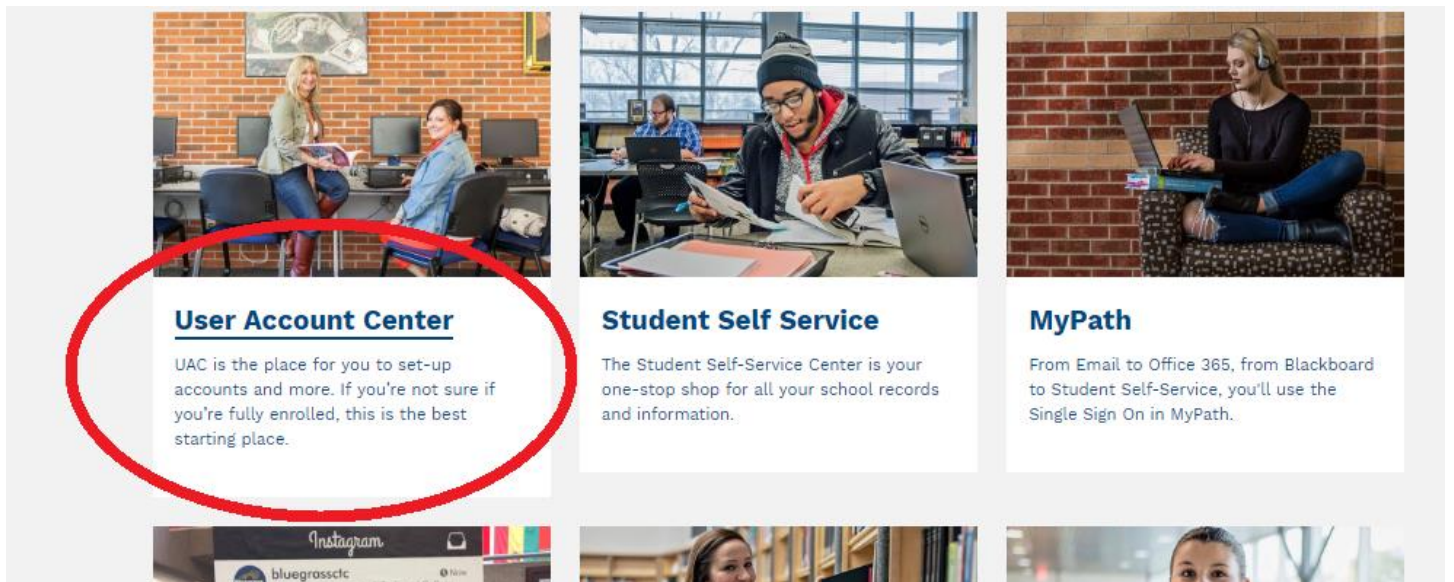 User Account Center
UAC is the place for you to set-up
accounts and more. If you're not sure if
you're fully enrolled, this is the best
starting place.
Student Self Service
The Student Self-Service Center is your
one-stop shop for all your school records
and information.
MyPath
From Email to Office 365, from Blackboard
to Student Self-Service, you'll use the
Single Sign On in MyPath.
Instagram
bluegrassctc
Now